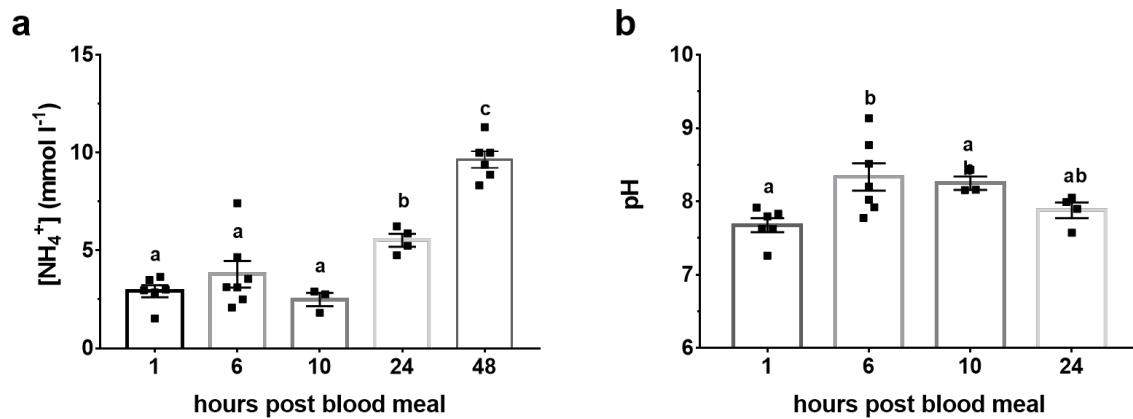 a
b
15
10
5
0
[NH₄⁺] (mmol l⁻¹)
a
a
a
b
c
1 6 10 24 48
hours post blood meal
10
9
8
7
6
pH
a
b
a
b
ab
1 6 10 24
hours post blood meal